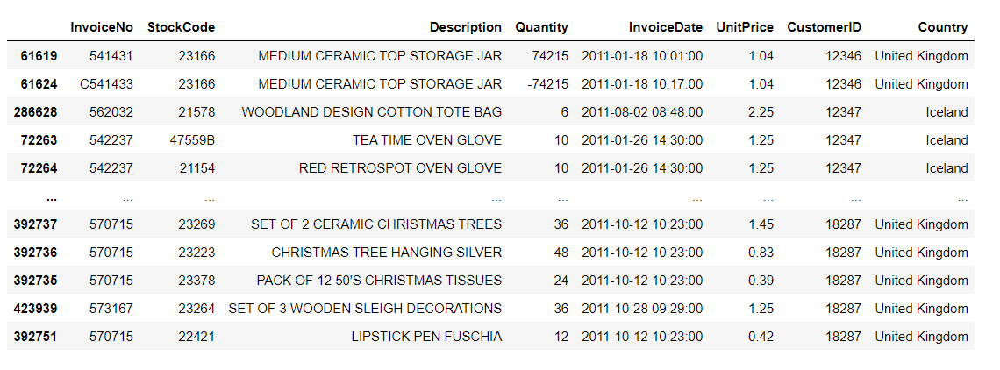 InvoiceNo StockCode Description Quantity InvoiceDate UnitPrice CustomerID Country
61619 541431 23166 MEDIUM CERAMIC TOP STORAGE JAR 74215 2011-01-18 10:01:00 1.04 12346 United Kingdom
61624 C541433 23166 MEDIUM CERAMIC TOP STORAGE JAR -74215 2011-01-18 10:17:00 1.04 12346 United Kingdom
286628 562032 21578 WOODLAND DESIGN COTTON TOTE BAG 6 2011-08-02 08:48:00 2.25 12347 Iceland
72263 542237 47559B TEA TIME OVEN GLOVE 10 2011-01-26 14:30:00 1.25 12347 Iceland
72264 542237 21154 RED RETROSPOT OVEN GLOVE 10 2011-01-26 14:30:00 1.25 12347 Iceland
... ... ... ... ... ... ... ... ...
392737 570715 23269 SET OF 2 CERAMIC CHRISTMAS TREES 36 2011-10-12 10:23:00 1.45 18287 United Kingdom
392736 570715 23223 CHRISTMAS TREE HANGING SILVER 48 2011-10-12 10:23:00 0.83 18287 United Kingdom
392735 570715 23378 PACK OF 12 50'S CHRISTMAS TISSUES 24 2011-10-12 10:23:00 0.39 18287 United Kingdom
423939 573167 23264 SET OF 3 WOODEN SLEIGH DECORATIONS 36 2011-10-28 09:29:00 1.25 18287 United Kingdom
392751 570715 22421 LIPSTICK PEN FUSCHIA 12 2011-10-12 10:23:00 0.42 18287 United Kingdom